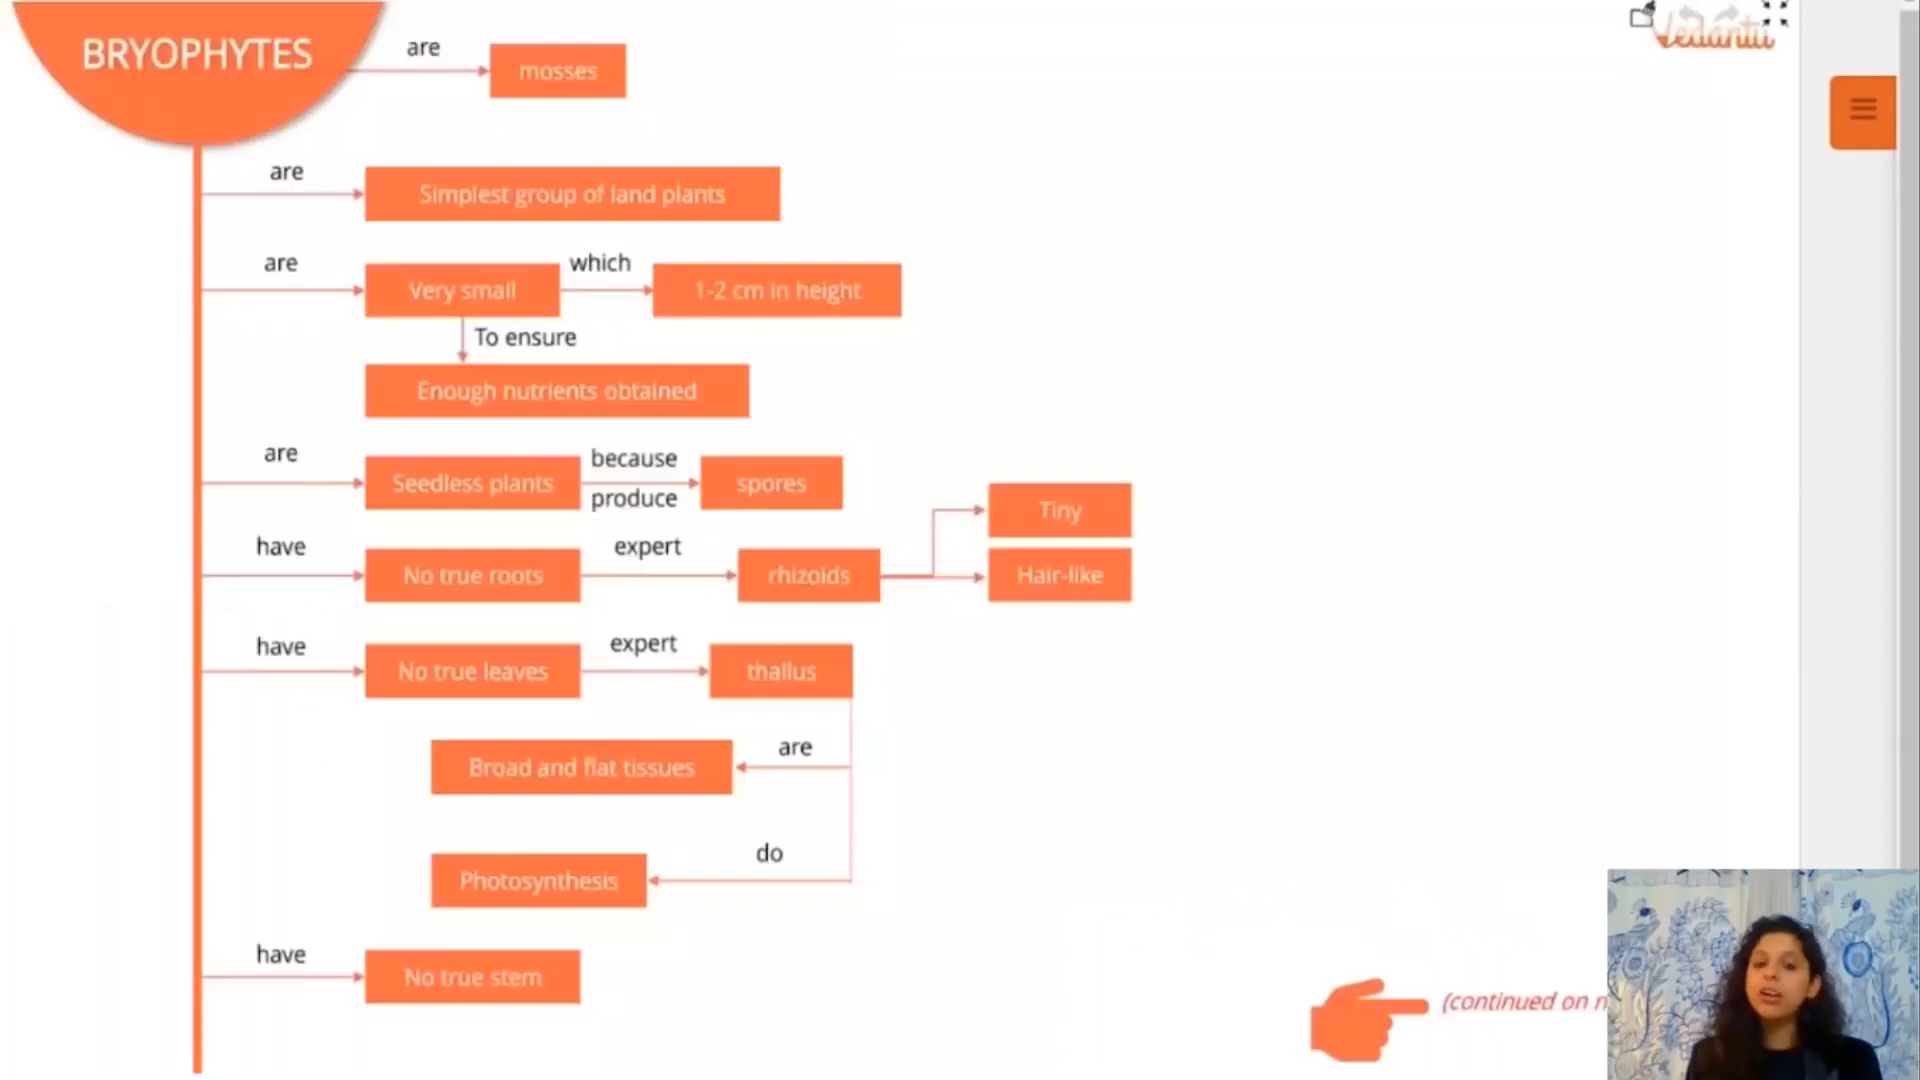 BRYOPHYTES
are
mosses
Vedantu
are
Simplest group of land plants
are
Very small
which
1-2 cm in height
To ensure
Enough nutrients obtained
are
Seedless plants
because
produce
spores
Tiny
have
No true roots
expert
rhizoids
Hair-like
have
No true leaves
expert
thallus
are
Broad and flat tissues
do
Photosynthesis
have
No true stem
(continued on n